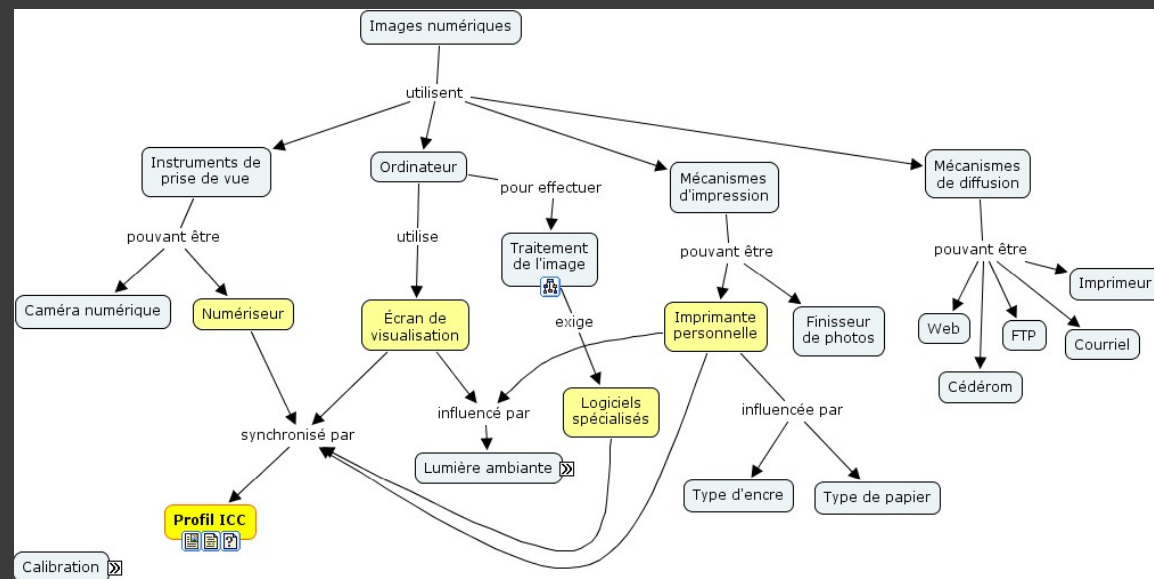 Images numériques
utilisent
Instruments de
prise de vue
Ordinateur
Mécanismes
d'impression
Mécanismes
de diffusion
pour effectuer
pouvant être
utilise
Traitement
de l'image
pouvant être
pouvant être
Caméra numérique
Numériseur
Écran de
visualisation
exige
Imprimante
personnelle
Finisseur
de photos
Imprimeur
Web
FTP
Courriel
Cédérom
influencé par
Logiciels
spécialisés
influencée par
synchronisé par
Lumière ambiante
Type d'encre
Type de papier
Profil ICC
Calibration